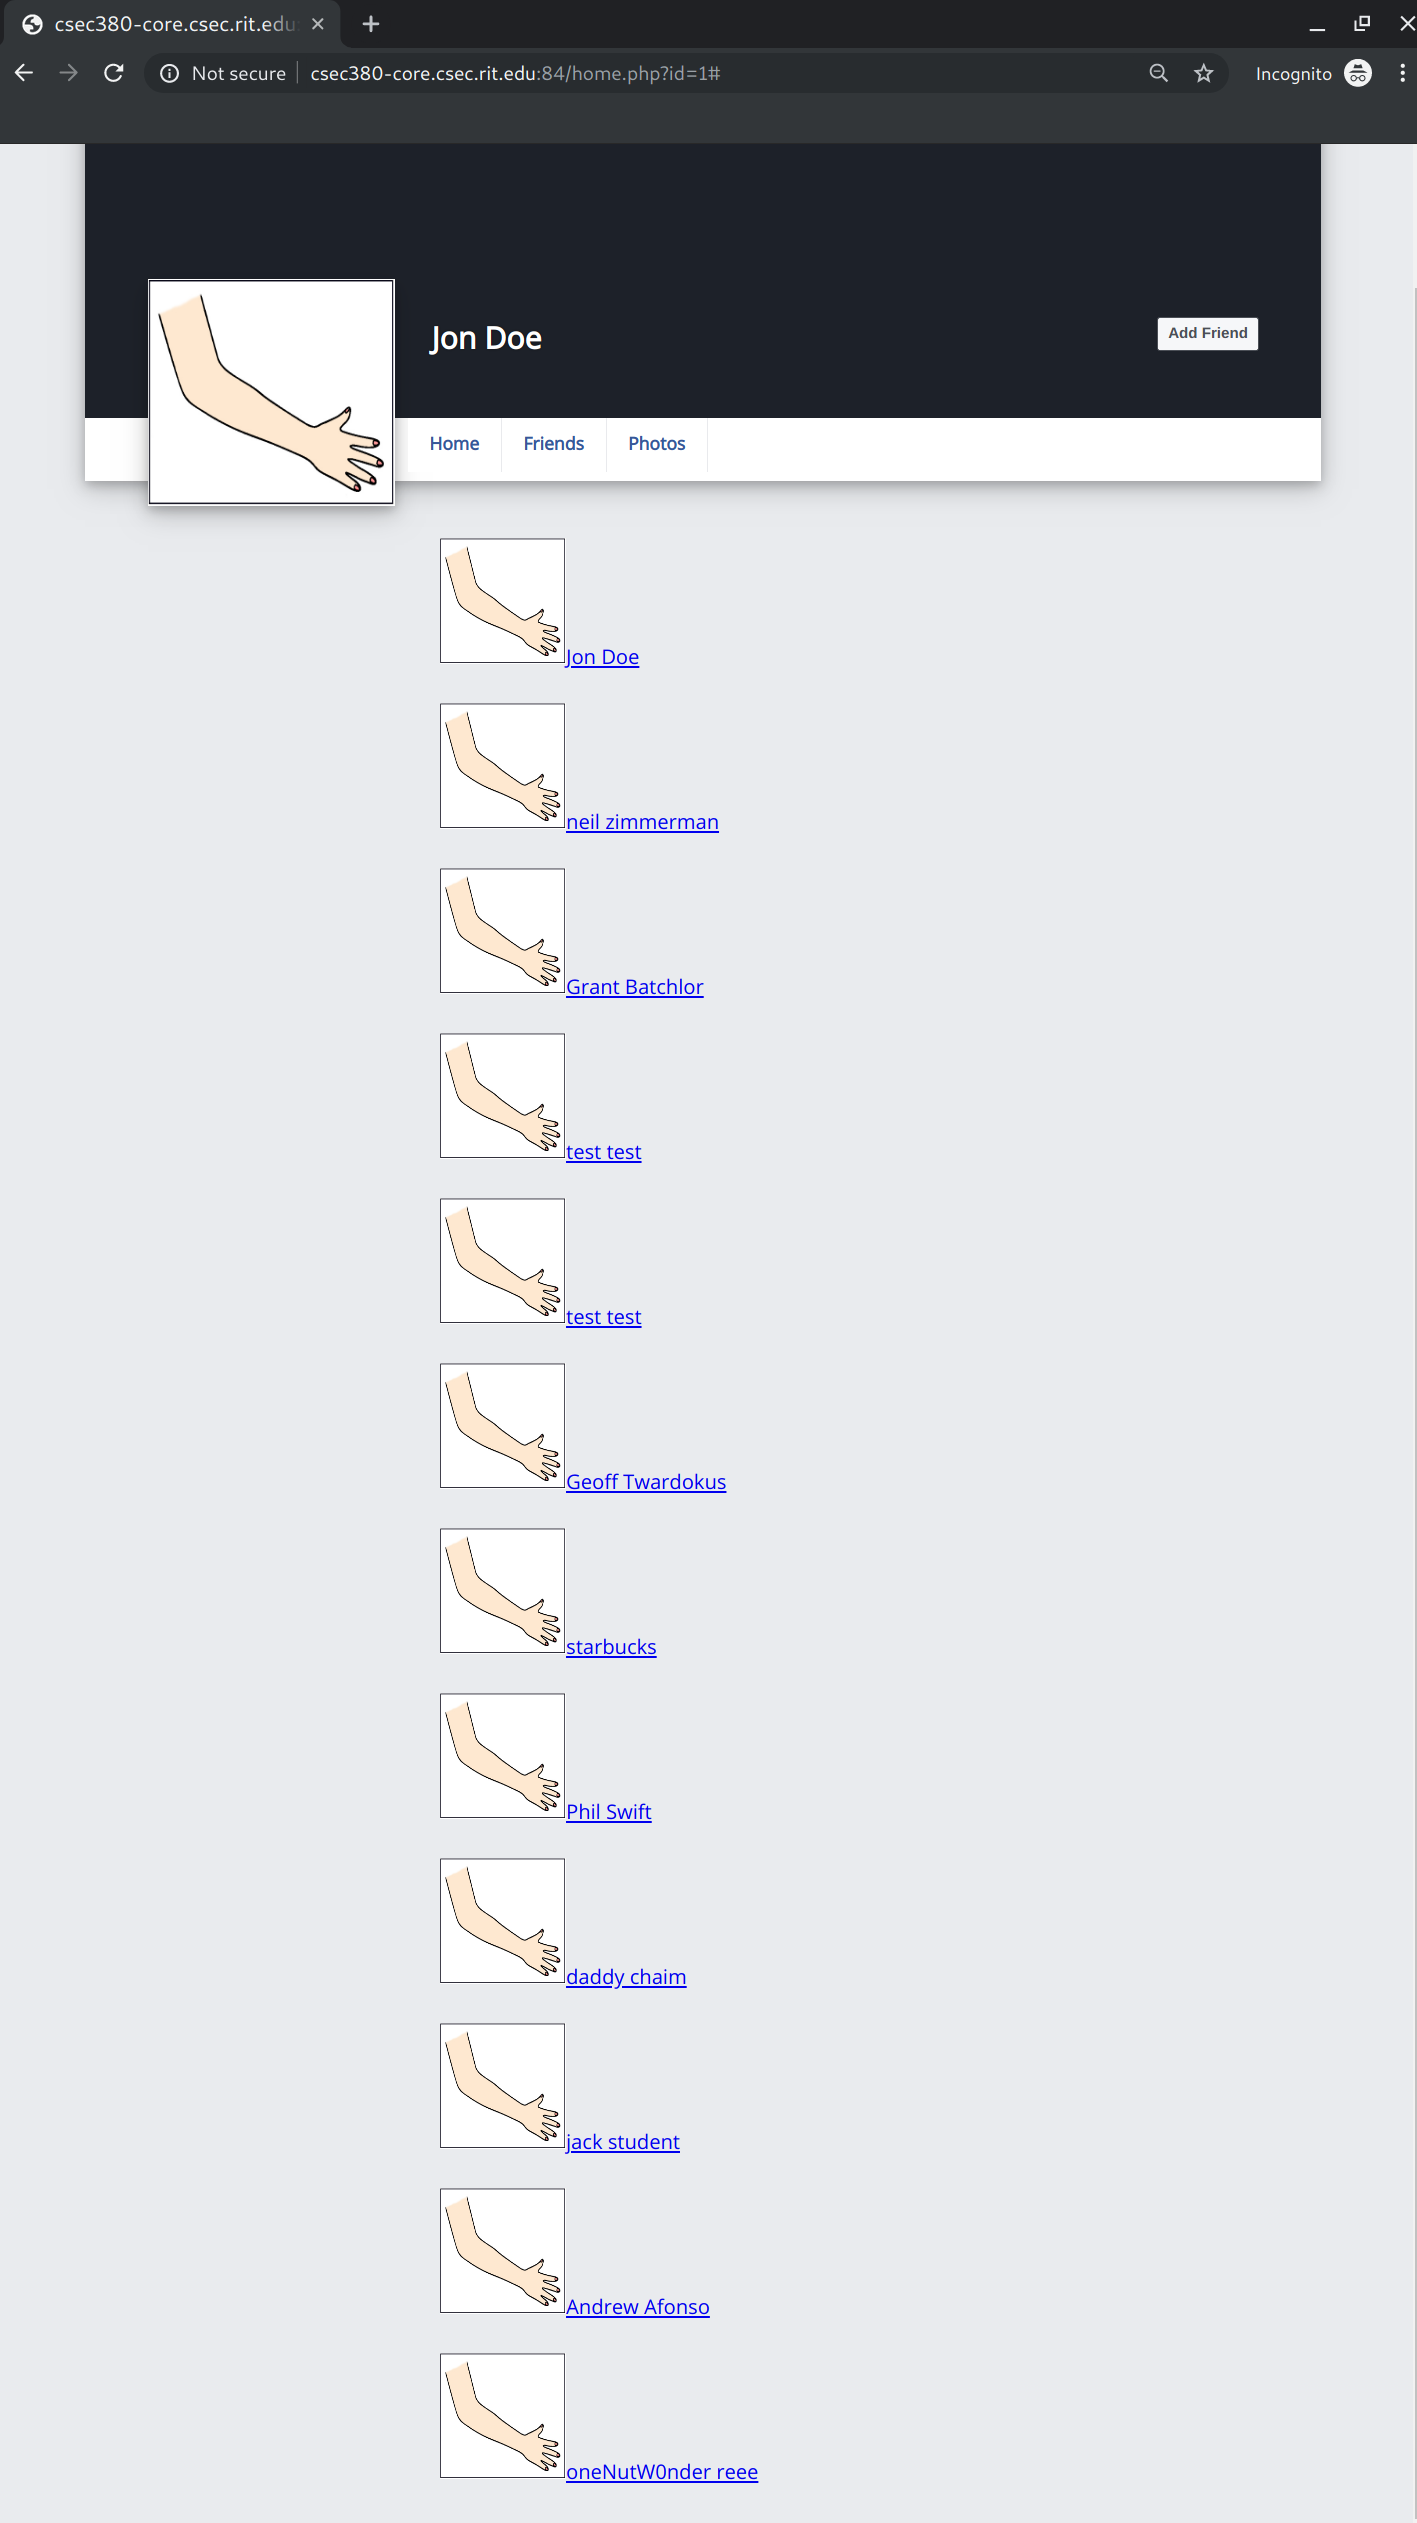 csec380-core.csec.rit.edu:
Not secure
csec380-core.csec.rit.edu:84/home.php?id=1#
Incognito
Jon Doe
Add Friend
Home
Friends
Photos
Jon Doe
neil zimmerman
Grant Batchlor
test test
test test
Geoff Twardokus
starbucks
Phil Swift
daddy chaim
jack student
Andrew Afonso
oneNutW0nder reee